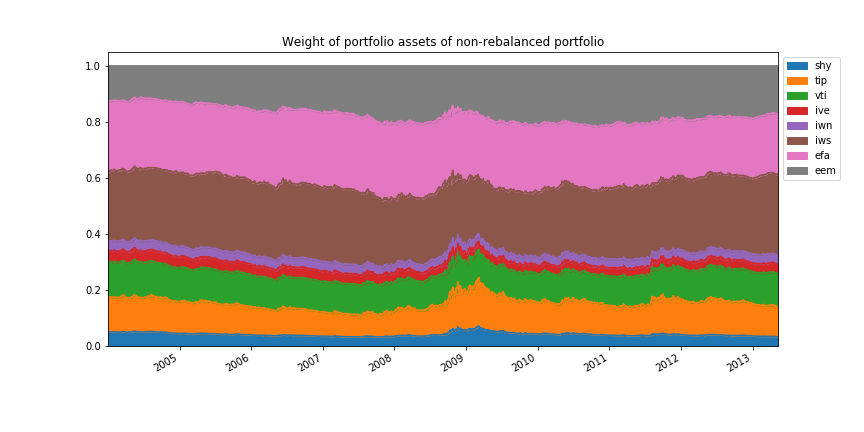 Weight of portfolio assets of non-rebalanced portfolio
1.0
0.8
0.6
0.4
0.2
0.0
2005
2006
2007
2008
2009
2010
2011
2012
2013
shy
tip
vti
ive
iwn
iws
efa
eem